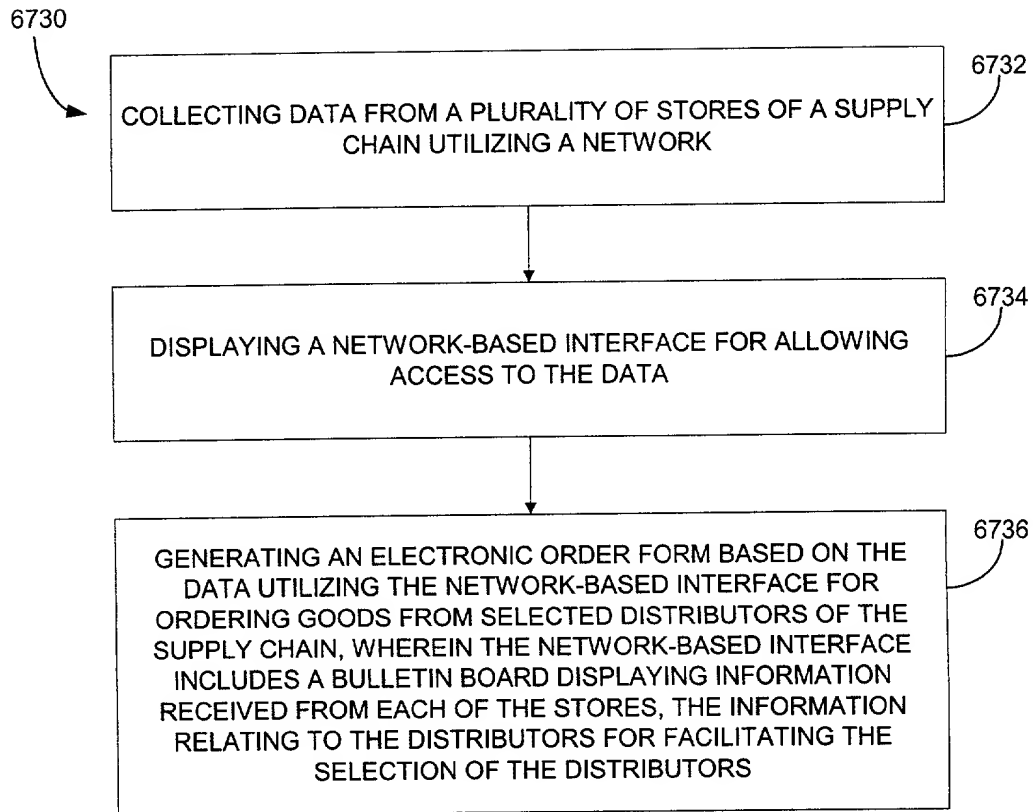 6730
6732
COLLECTING DATA FROM A PLURALITY OF STORES OF A SUPPLY
CHAIN UTILIZING A NETWORK
6734
DISPLAYING A NETWORK-BASED INTERFACE FOR ALLOWING
ACCESS TO THE DATA
6736
GENERATING AN ELECTRONIC ORDER FORM BASED ON THE
DATA UTILIZING THE NETWORK-BASED INTERFACE FOR
ORDERING GOODS FROM SELECTED DISTRIBUTORS OF THE
SUPPLY CHAIN, WHEREIN THE NETWORK-BASED INTERFACE
INCLUDES A BULLETIN BOARD DISPLAYING INFORMATION
RECEIVED FROM EACH OF THE STORES, THE INFORMATION
RELATING TO THE DISTRIBUTORS FOR FACILITATING THE
SELECTION OF THE DISTRIBUTORS